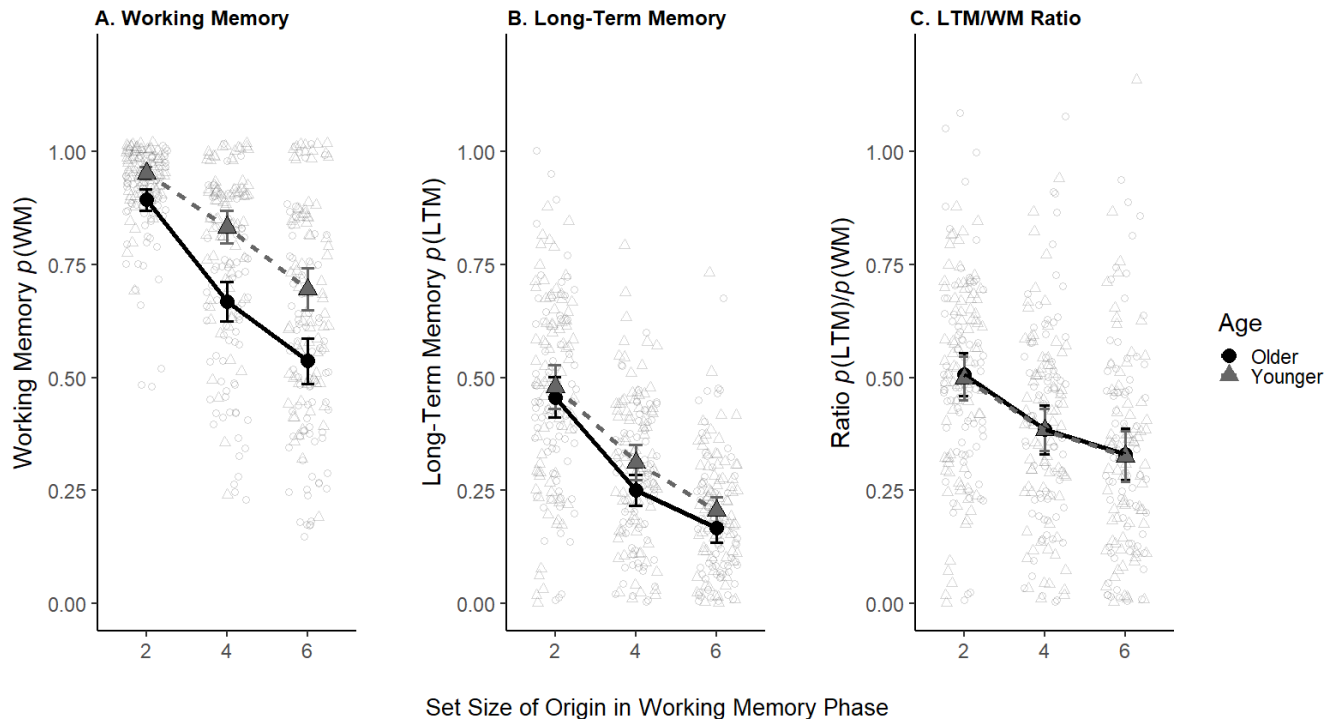 A. Working Memory
B. Long-Term Memory
C. LTM/WM Ratio
Working Memory p(WM)
1.00
0.75
0.50
0.25
0.00
2 4 6
Long-Term Memory p(LTM)
1.00
0.75
0.50
0.25
0.00
2 4 6
Ratio p(LTM)/p(WM)
1.00
0.75
0.50
0.25
0.00
2 4 6
Age
Older
Younger
Set Size of Origin in Working Memory Phase